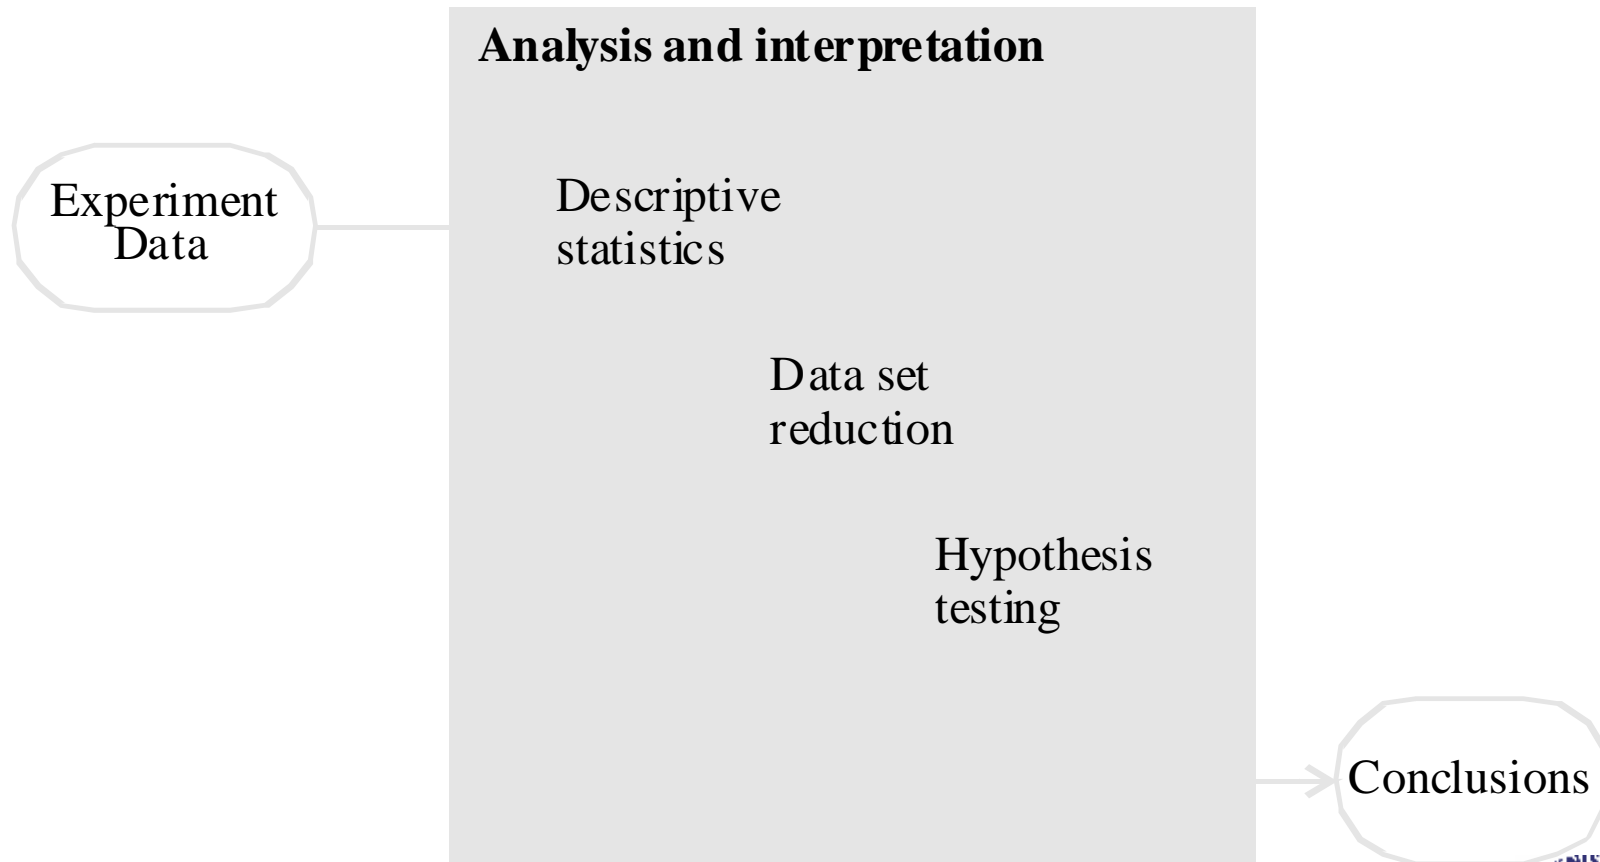 Analysis and interpretation
Experiment
Data
Descriptive
statistics
Data set
reduction
Hypothesis
testing
Conclusions